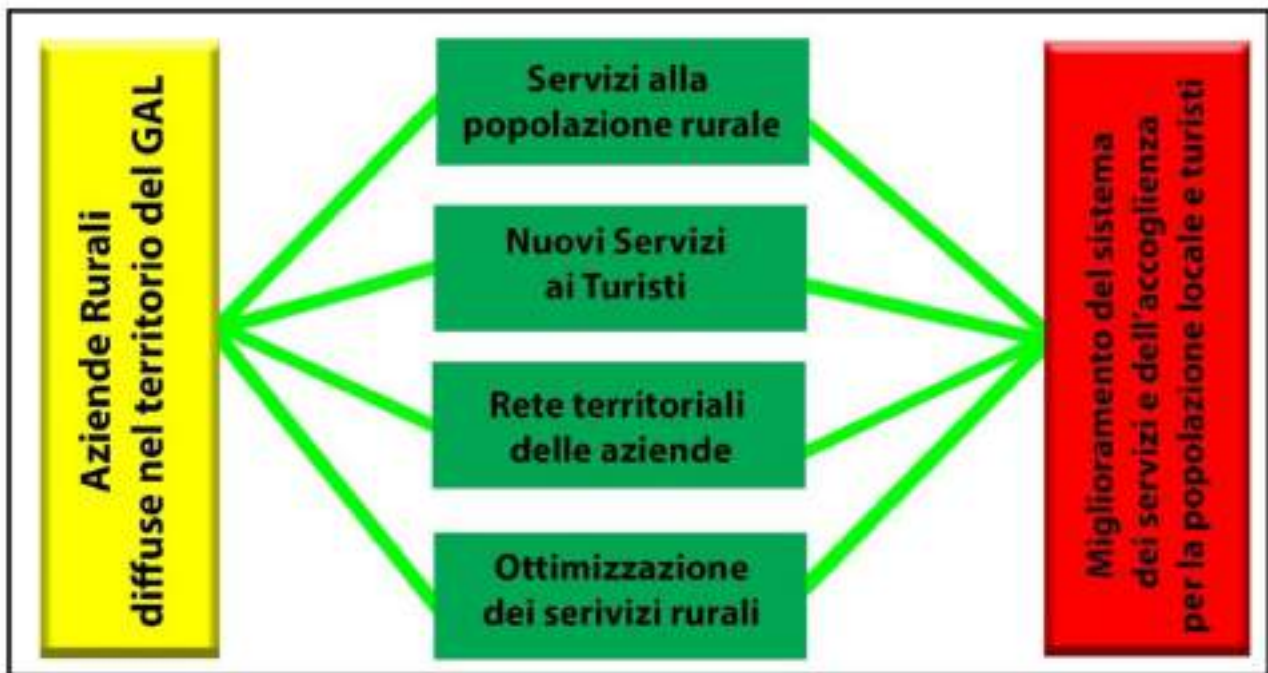 Aziende Rurali
diffuse nel territorio del GAL
Servizi alla
popolazione rurale
Nuovi Servizi
ai Turisti
Rete territoriali
delle aziende
Ottimizzazione
dei serivizi rurali
Miglioramento del sistema
dei servizi e dell'accoglienza
per la popolazione locale e turisti